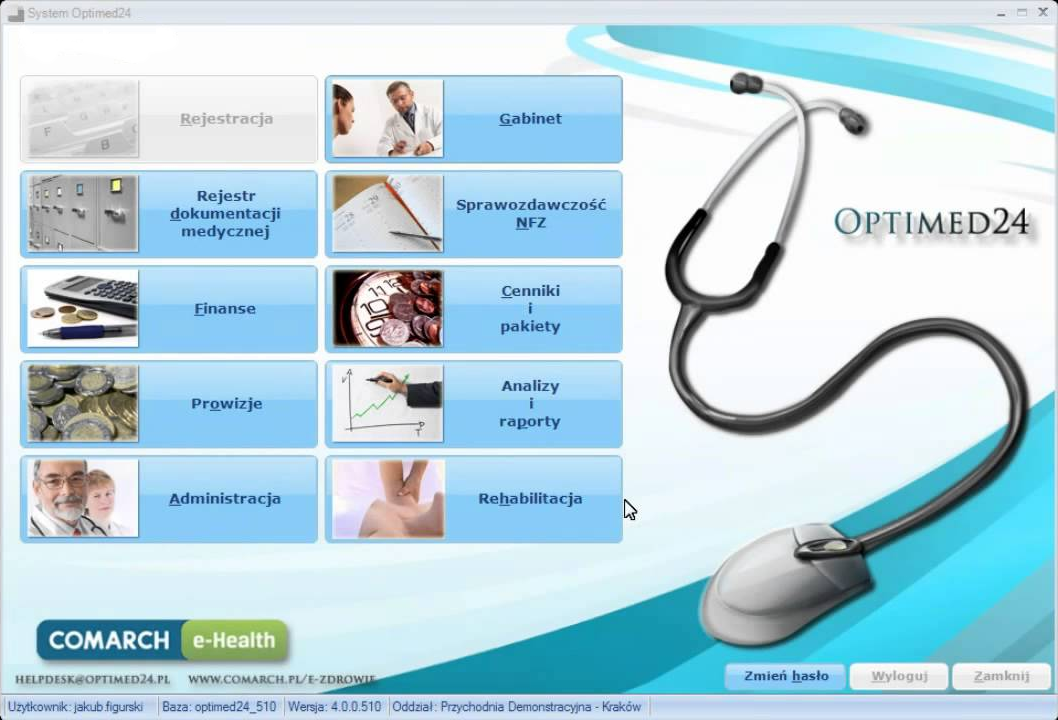 System Optimed24
Rejestracja
Gabinet
Rejestr
dokumentacji
medycznej
Sprawozdawczość
NFZ
Finanse
Cenniki
i
pakiety
Prowizje
Analizy
i
raporty
Administracja
Rehabilitacja
OPTIMED24
COMARCH e-Health
HELPDESK@OPTIMED24.PL WWW.COMARCH.PL/E-ZDROWIE
Zmień hasło Wyloguj Zamknij
Użytkownik: jakub.figurski Baza: optimed24_510 Wersja: 4.0.0.510 Oddział: Przychodnia Demonstracyjna - Kraków